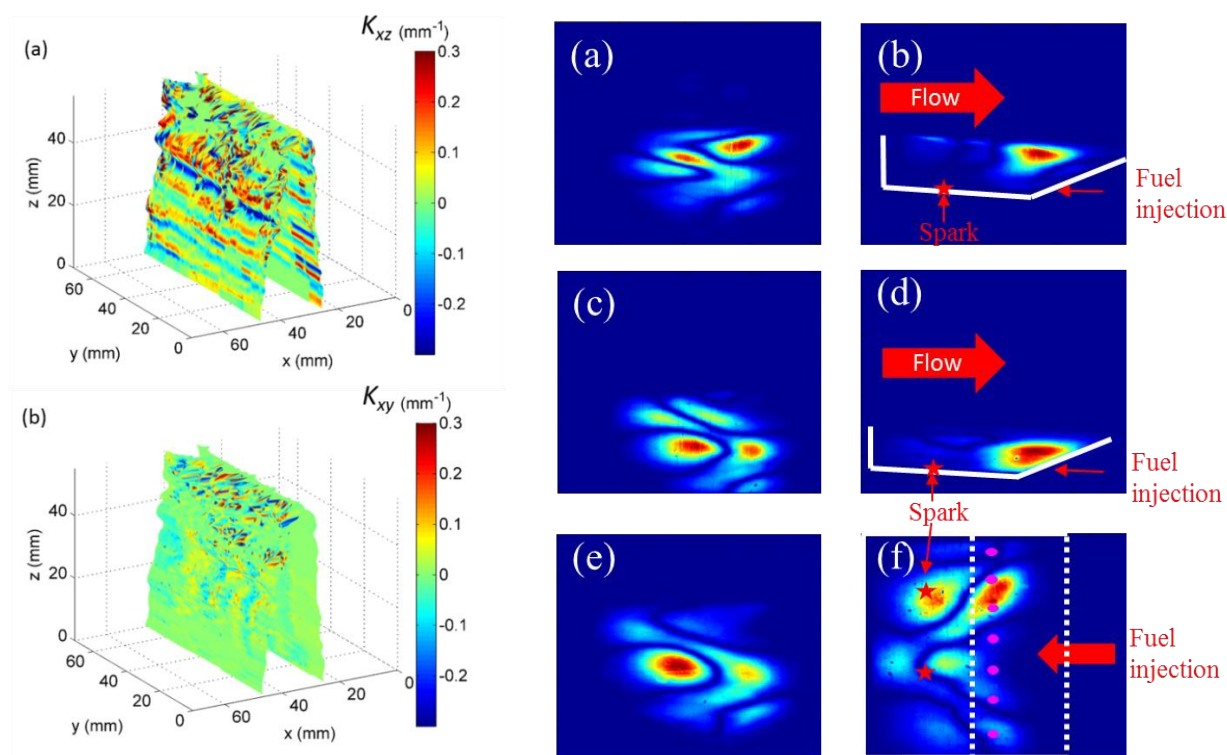 (a)
K_xz (mm⁻¹)
0.3
0.2
0.1
0
-0.1
-0.2
z (mm)
40
20
0
60
40
20
0
y (mm)
60
40
20
0
x (mm)
(b)
K_xy (mm⁻¹)
0.3
0.2
0.1
0
-0.1
-0.2
z (mm)
40
20
0
60
40
20
0
y (mm)
60
40
20
0
x (mm)
(a)
(b)
Flow
Fuel
injection
Spark
(c)
(d)
Flow
Fuel
injection
Spark
(e)
(f)
Fuel
injection